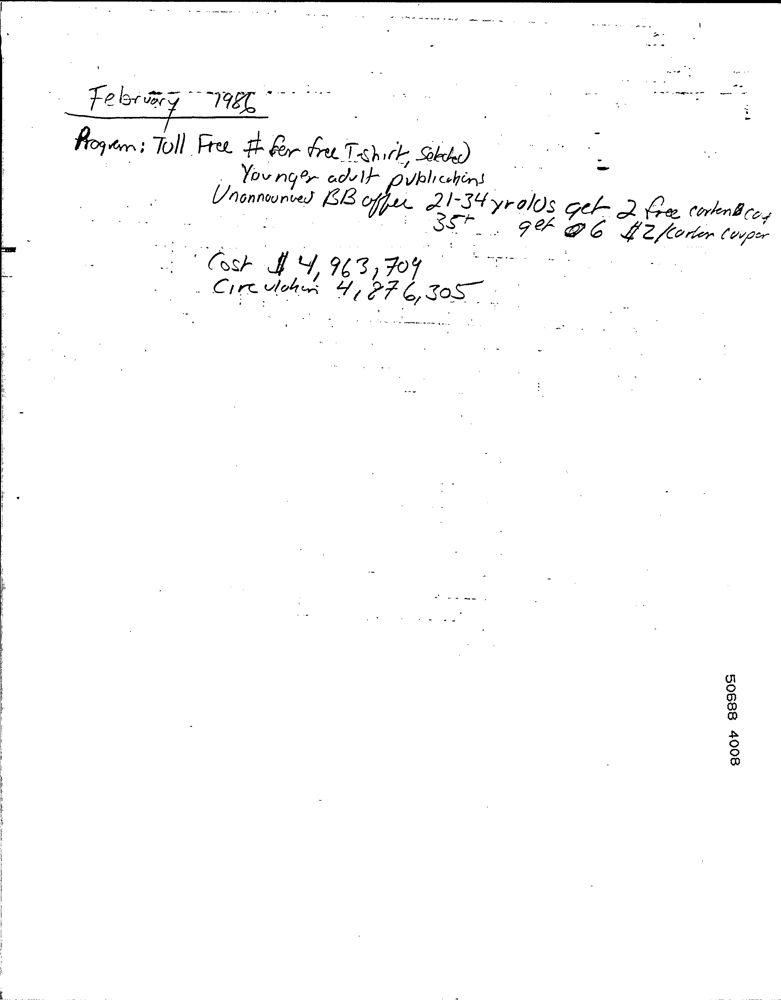 February 1986
Program: Toll Free # for free T-shirt, Selected
Younger adult publications
Unannounced BB offer 21-34 yr olds get 2 free carton
35+ get 6 $2/carton coupon
Cost $ 4,963,709
Circulation 4,876,305
50688 4008